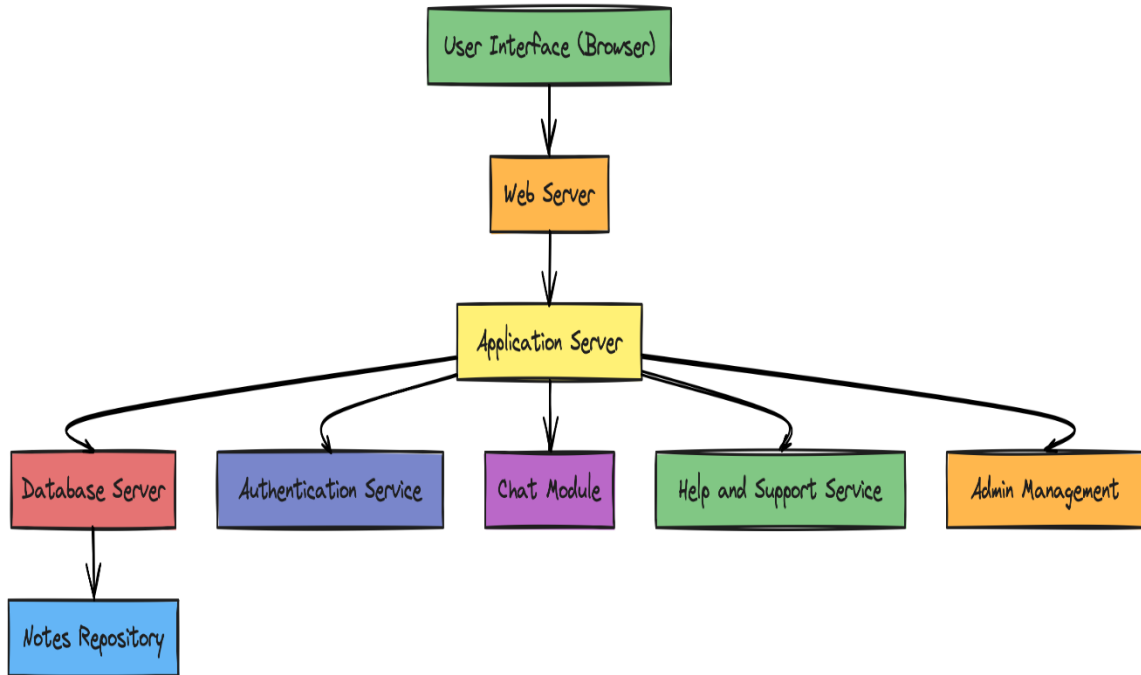 User Interface (Browser)
Web Server
Application Server
Database Server
Authentication Service
Chat Module
Help and Support Service
Admin Management
Notes Repository